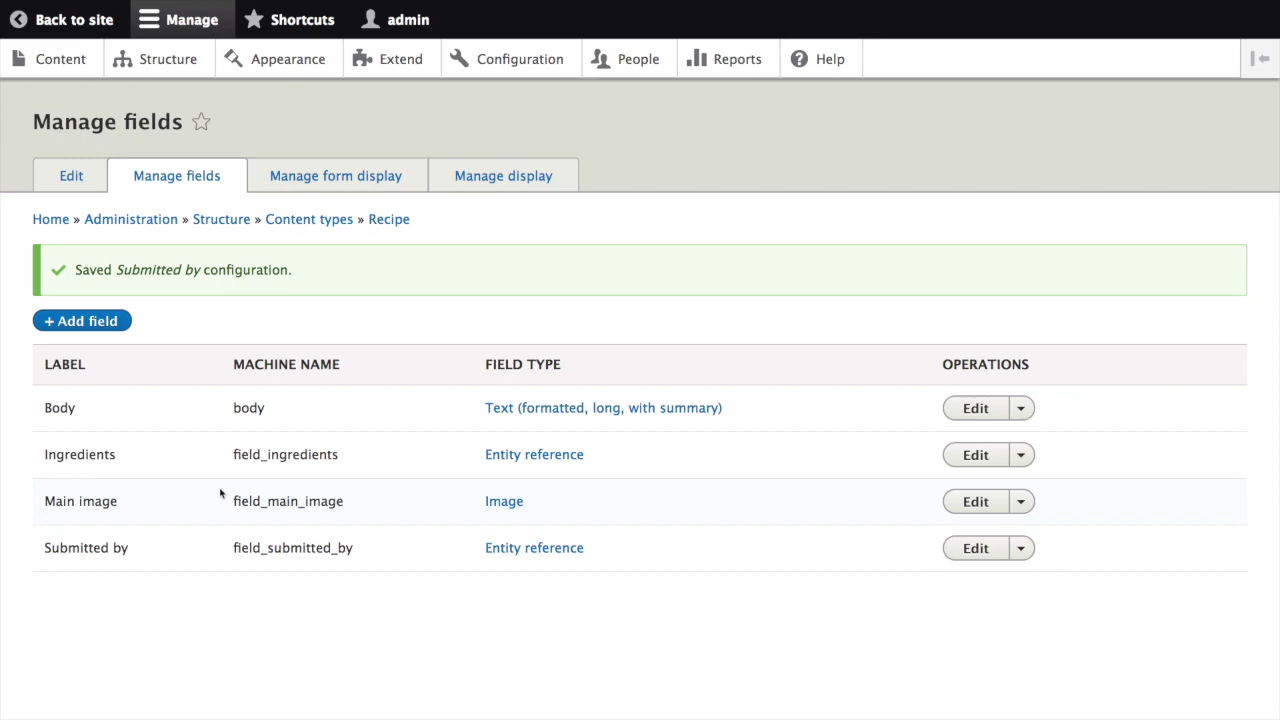 Back to site Manage Shortcuts admin
Content Structure Appearance Extend Configuration People Reports Help
Manage fields
Edit Manage fields Manage form display Manage display
Home » Administration » Structure » Content types » Recipe
Saved Submitted by configuration.
+ Add field
LABEL MACHINE NAME FIELD TYPE OPERATIONS
Body body Text (formatted, long, with summary) Edit
Ingredients field_ingredients Entity reference Edit
Main image field_main_image Image Edit
Submitted by field_submitted_by Entity reference Edit